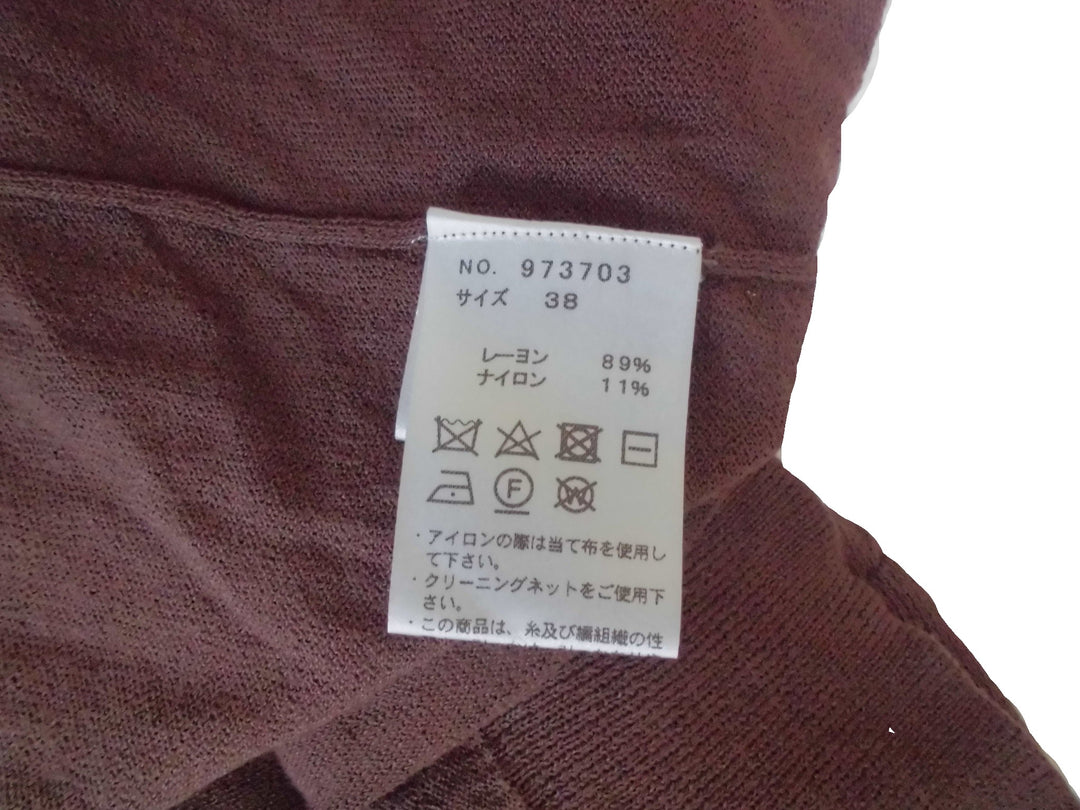 NO. 973703
サイズ 38
レーヨン 89%
ナイロン 11%
F
W
・アイロンの際は当て布を使用し
て下さい。
・クリーニングネットをご使用下
さい。
・この商品は、糸及び編組織の性